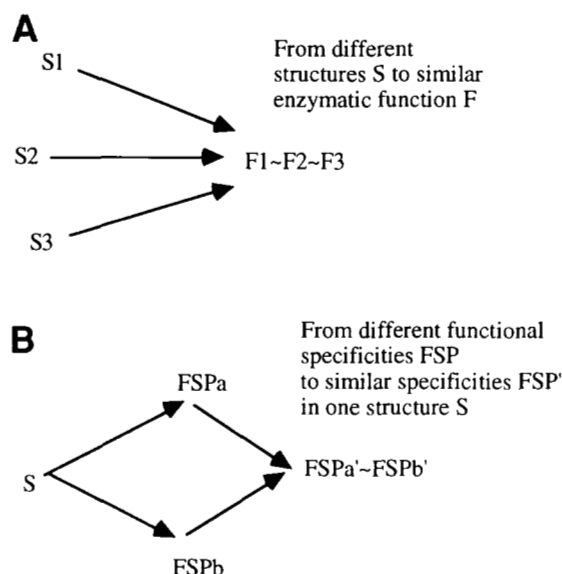 A
S1
From different
structures S to similar
enzymatic function F
S2
F1~F2~F3
S3
B
From different functional
specificities FSP
to similar specificities FSP'
in one structure S
FSPa
S
FSPa'~FSPb'
FSPb